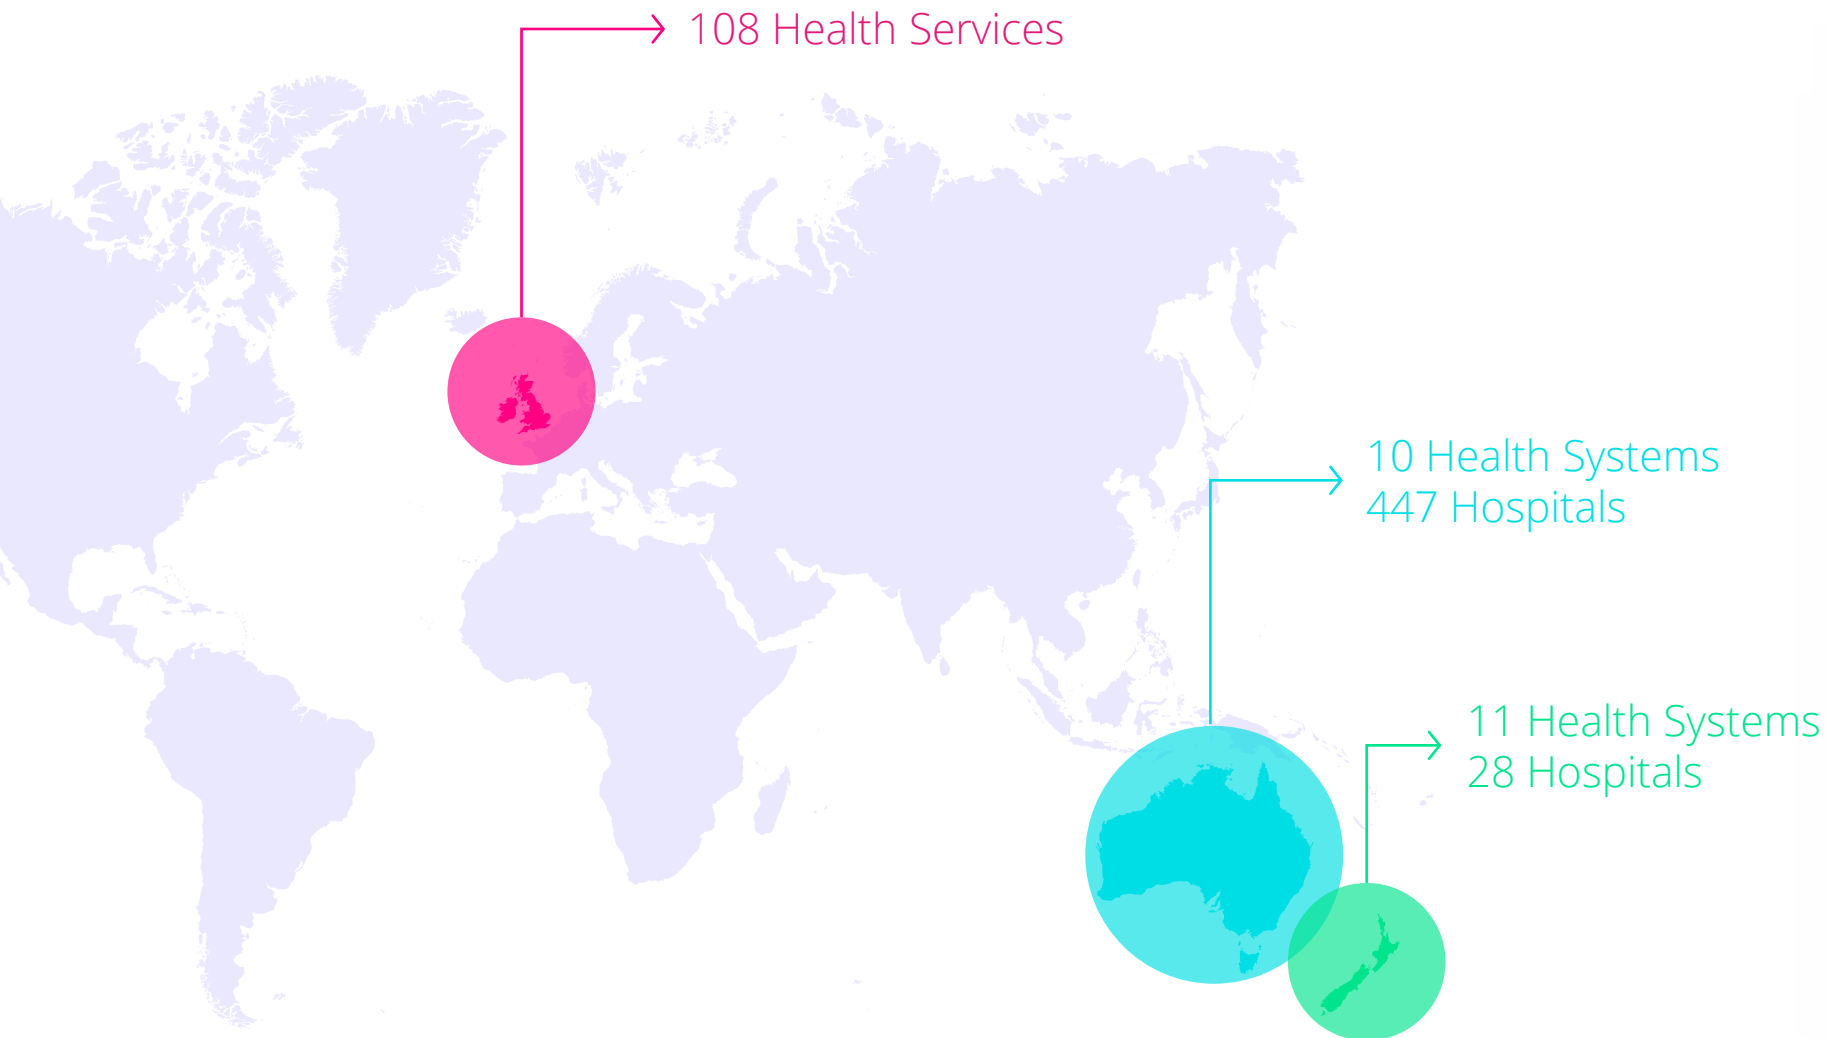 108 Health Services
10 Health Systems
447 Hospitals
11 Health Systems
28 Hospitals